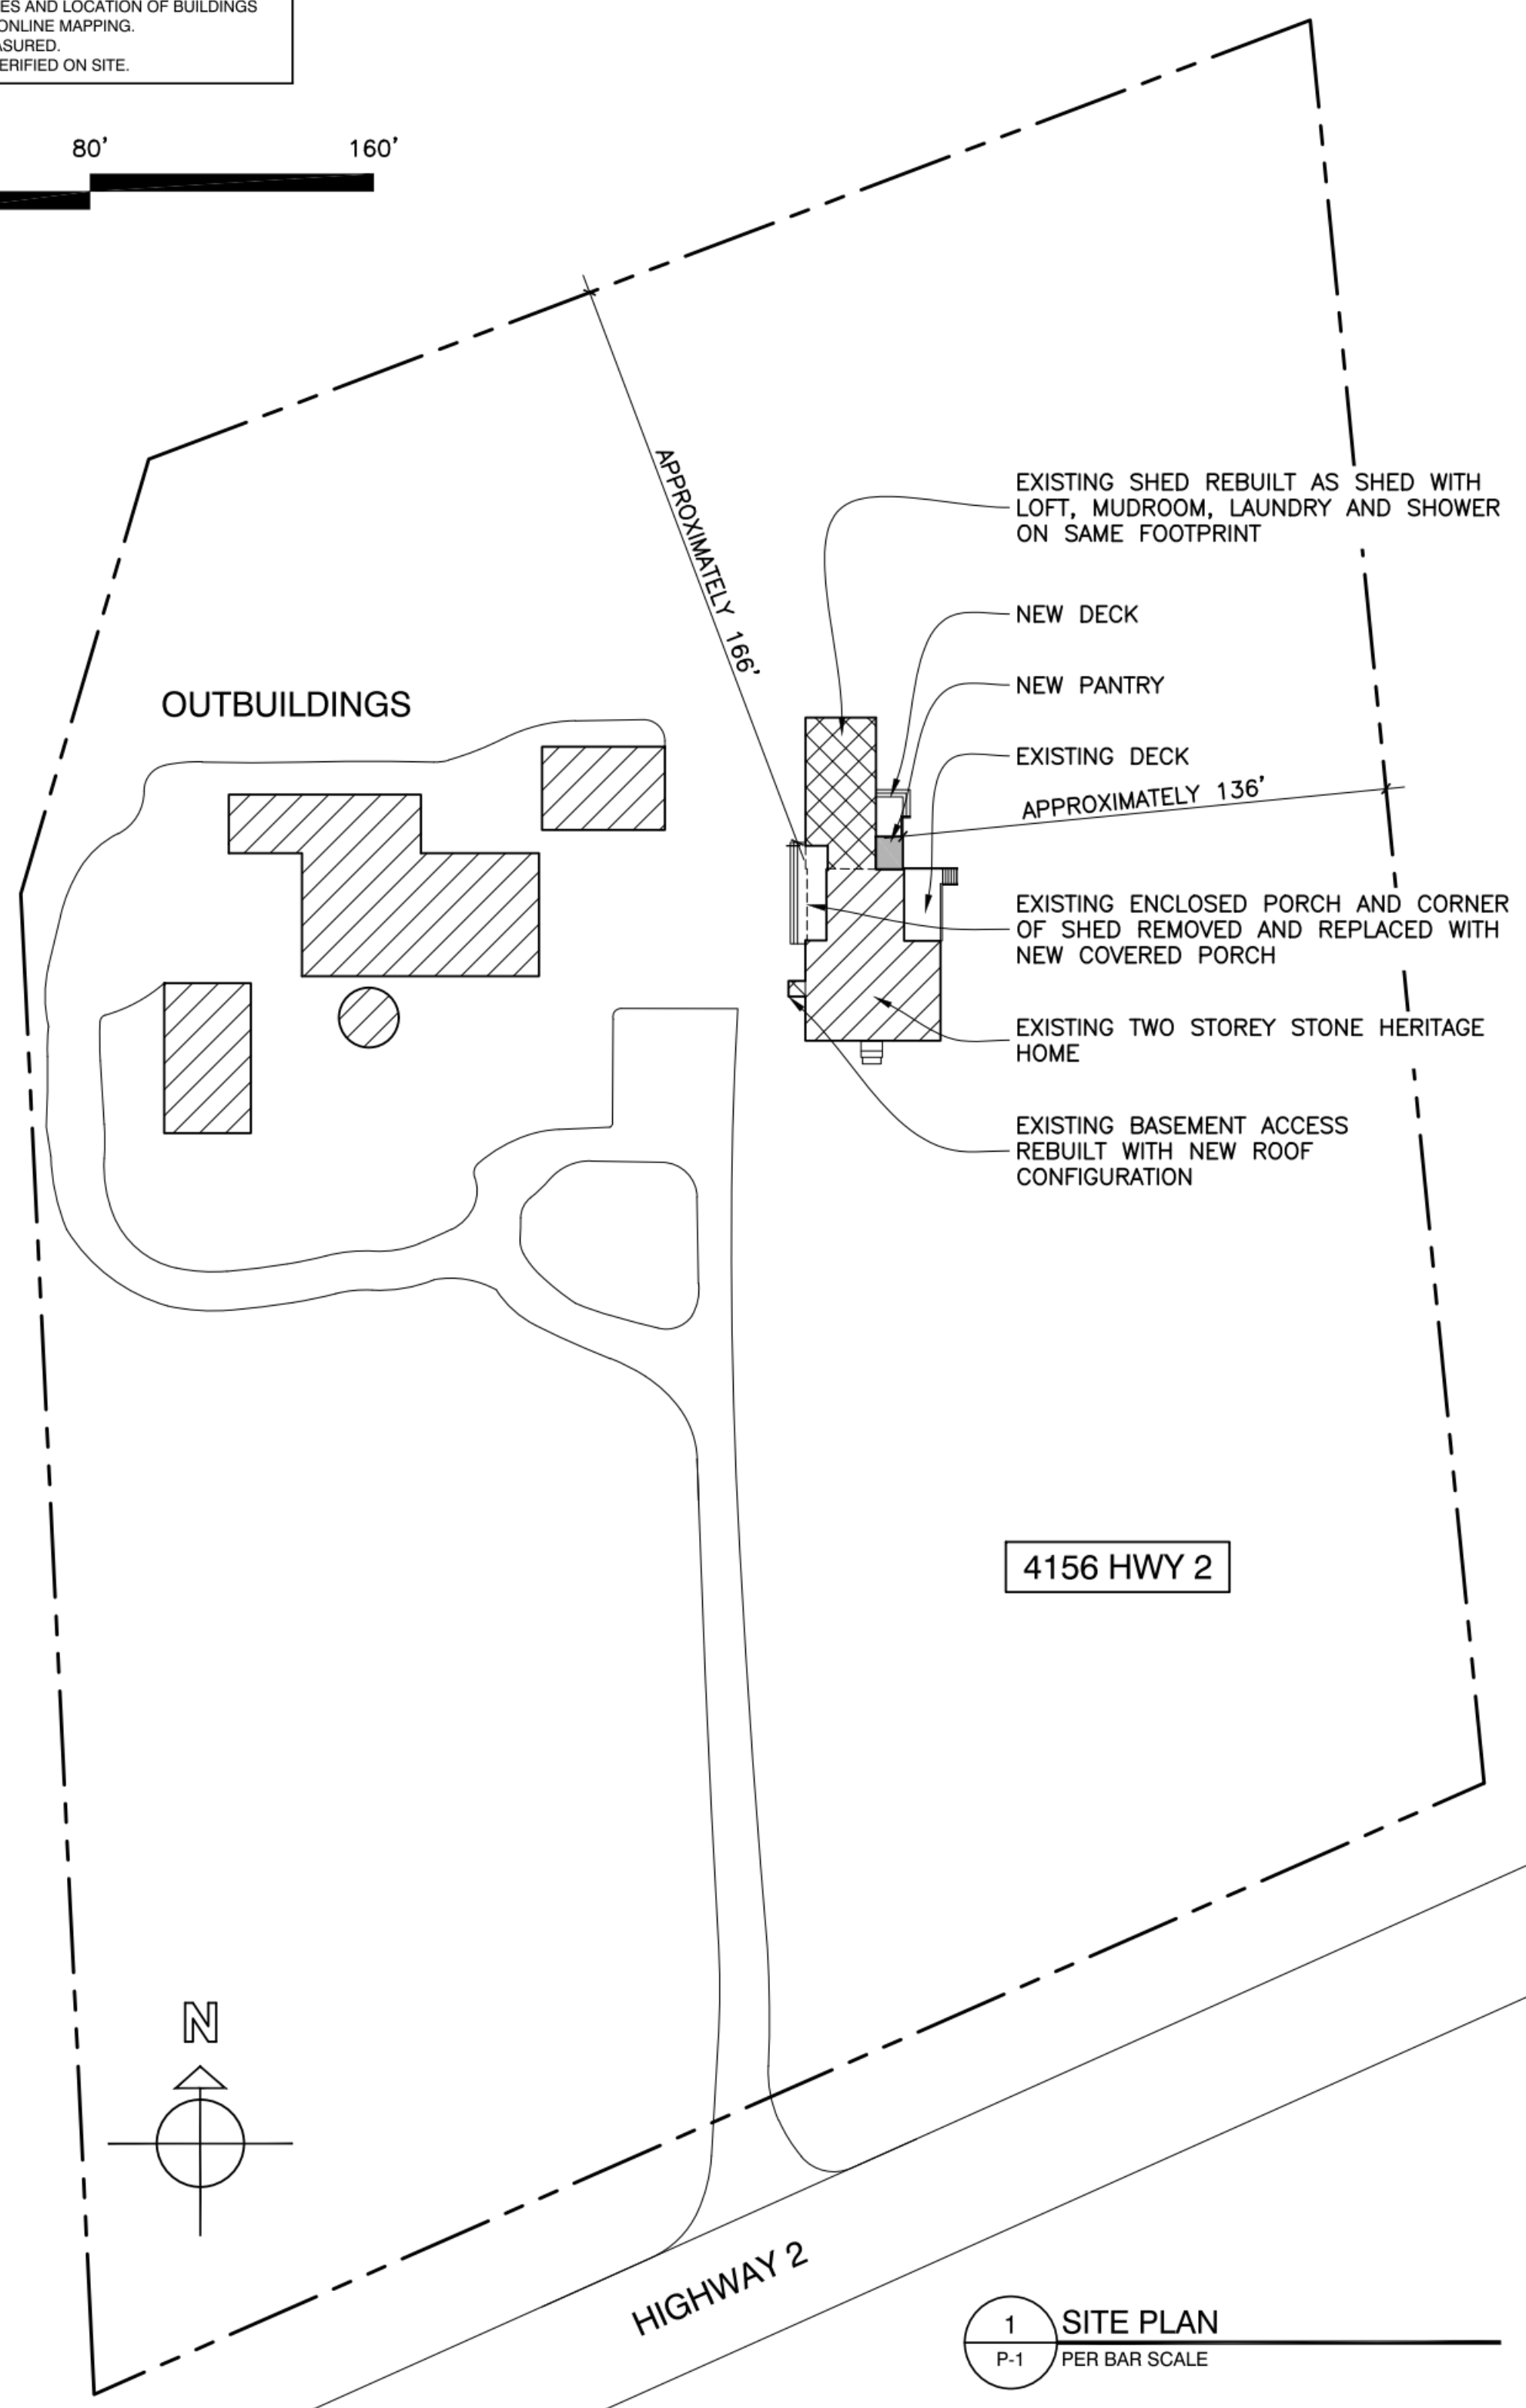 ES AND LOCATION OF BUILDINGS
ONLINE MAPPING.
ASURED.
ERIFIED ON SITE.
80' 160'
APPROXIMATELY 166'
EXISTING SHED REBUILT AS SHED WITH
LOFT, MUDROOM, LAUNDRY AND SHOWER
ON SAME FOOTPRINT
NEW DECK
NEW PANTRY
OUTBUILDINGS
EXISTING DECK
APPROXIMATELY 136'
EXISTING ENCLOSED PORCH AND CORNER
OF SHED REMOVED AND REPLACED WITH
NEW COVERED PORCH
EXISTING TWO STOREY STONE HERITAGE
HOME
EXISTING BASEMENT ACCESS
REBUILT WITH NEW ROOF
CONFIGURATION
4156 HWY 2
N
HIGHWAY 2
1 SITE PLAN
P-1 PER BAR SCALE